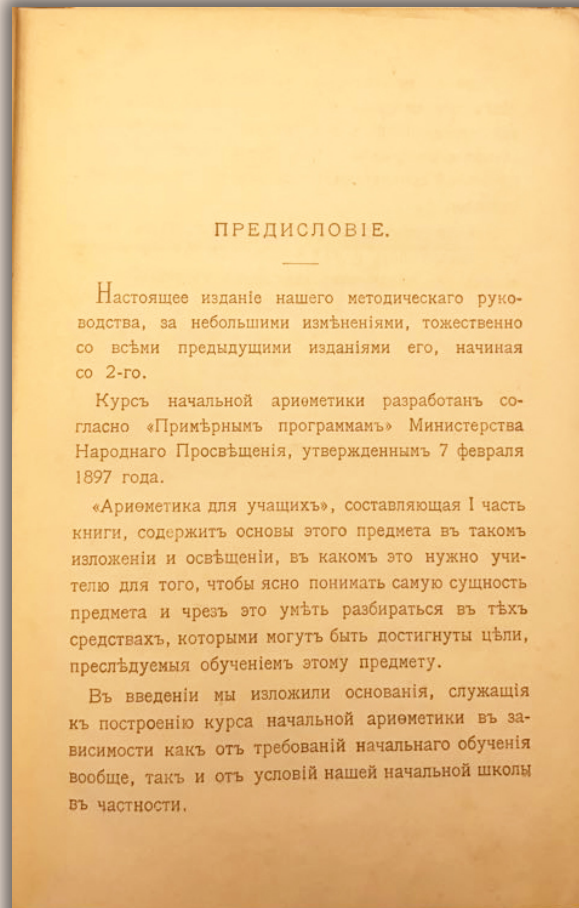 ПРЕДИСЛОВІЕ.
Настоящее изданіе нашего методическаго руко-
водства, за небольшими измѣненіями, тожественно
со всѣми предыдущими изданіями его, начиная
со 2-го.
Курсъ начальной ариѳметики разработанъ со-
гласно «Примѣрнымъ программамъ» Министерства
Народнаго Просвѣщенія, утвержденнымъ 7 февраля
1897 года.
«Ариѳметика для учащихъ», составляющая I часть
книги, содержитъ основы этого предмета въ такомъ
изложеніи и освѣщеніи, въ какомъ это нужно учи-
телю для того, чтобы ясно понимать самую сущность
предмета и чрезъ это умѣть разбираться въ тѣхъ
средствахъ, которыми могутъ быть достигнуты цѣли,
преслѣдуемыя обученіемъ этому предмету.
Въ введеніи мы изложили основанія, служащія
къ построенію курса начальной ариѳметики въ за-
висимости какъ отъ требованій начальнаго обученія
вообще, такъ и отъ условій нашей начальной школы
въ частности.